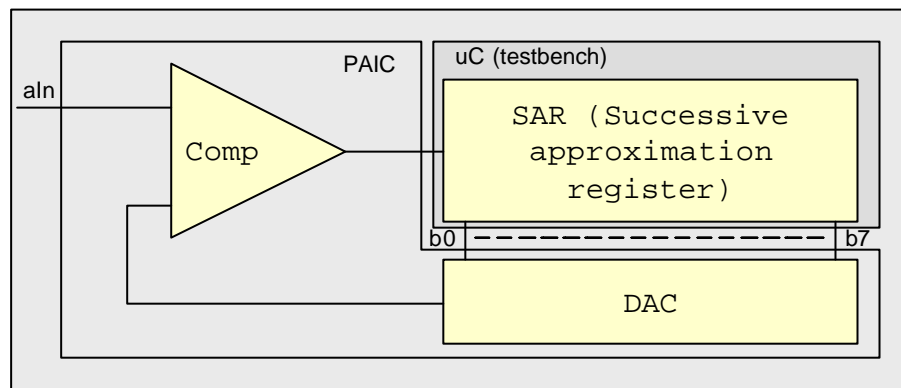 PAIC
uC (testbench)
aIn
Comp
SAR (Successive
approximation
register)
b0
b7
DAC